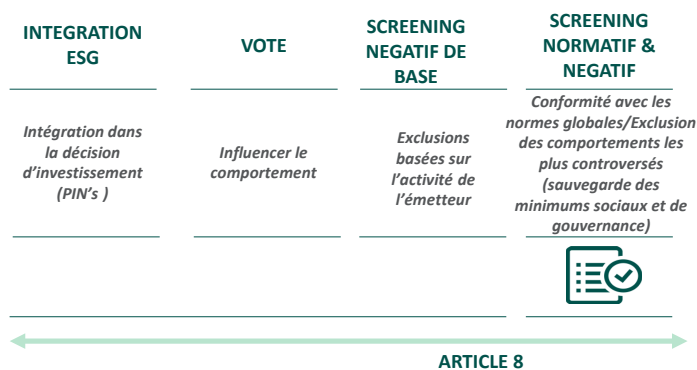 INTEGRATION
ESG
VOTE
SCREENING
NEGATIF DE
BASE
SCREENING
NORMATIF &
NEGATIF
Intégration dans
la décision
d'investissement
(PIN's )
Influencer le
comportement
Exclusions
basées sur
l'activité de
l'émetteur
Conformité avec les
normes globales/Exclusion
des comportements les
plus controversés
(sauvegarde des
minimums sociaux et de
gouvernance)
ARTICLE 8